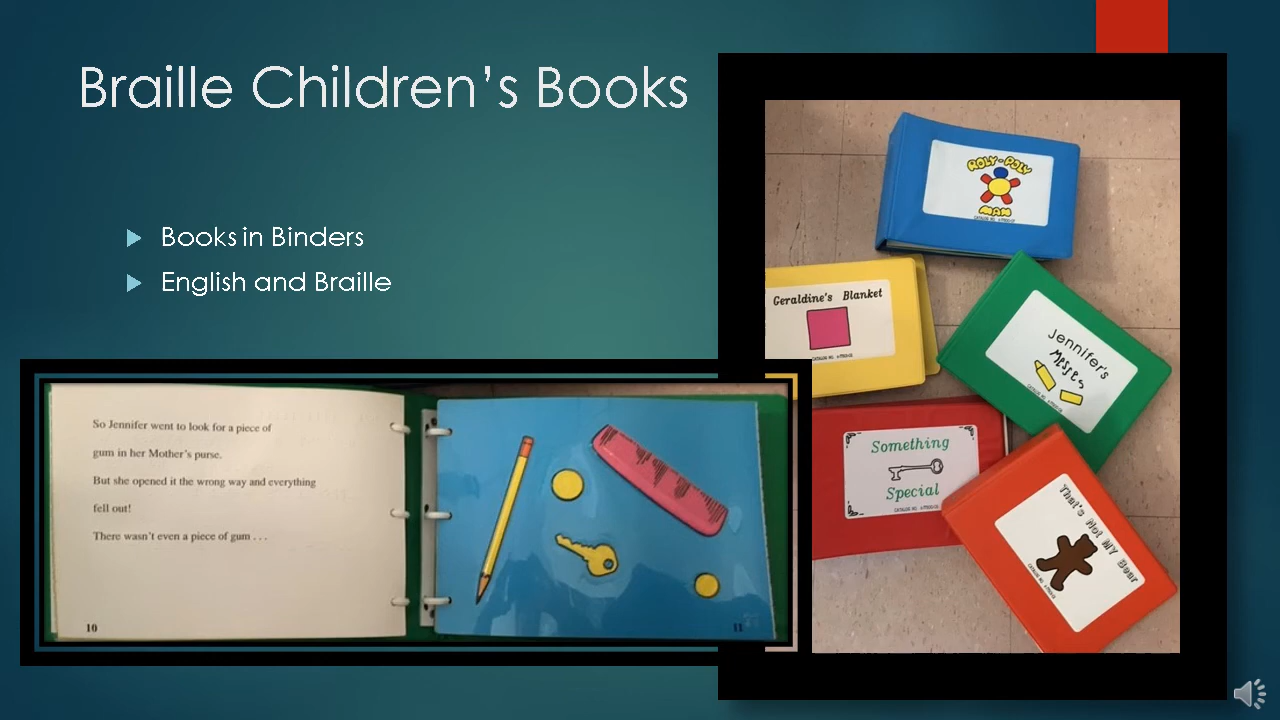 Braille Children's Books
Books in Binders
English and Braille
So Jennifer went to look for a piece of
gum in her Mother's purse.
But she opened it the wrong way and everything
fell out!
There wasn't even a piece of gum . . .
10
11
ROLY-POLY
MAN
Geraldine's Blanket
Jennifer's
Messes
Something
Special
That's Not MY Bear